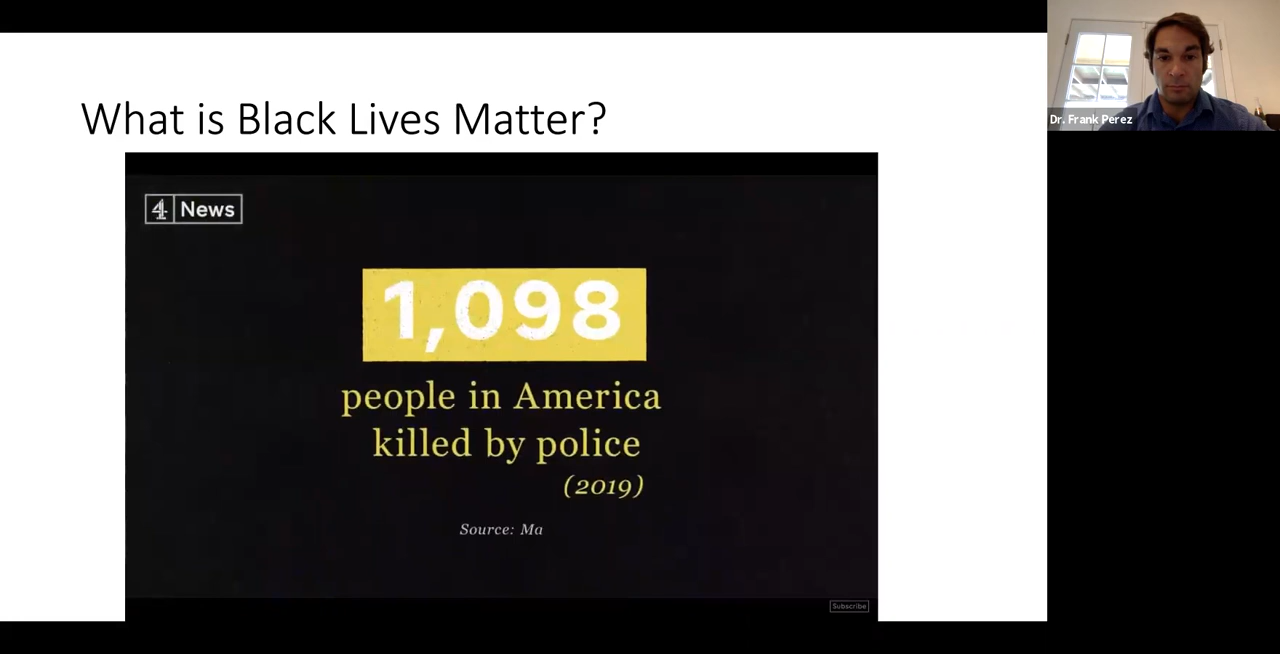 What is Black Lives Matter?
4 News
1,098
people in America
killed by police
(2019)
Source: Ma
Subscribe
Dr. Frank Perez